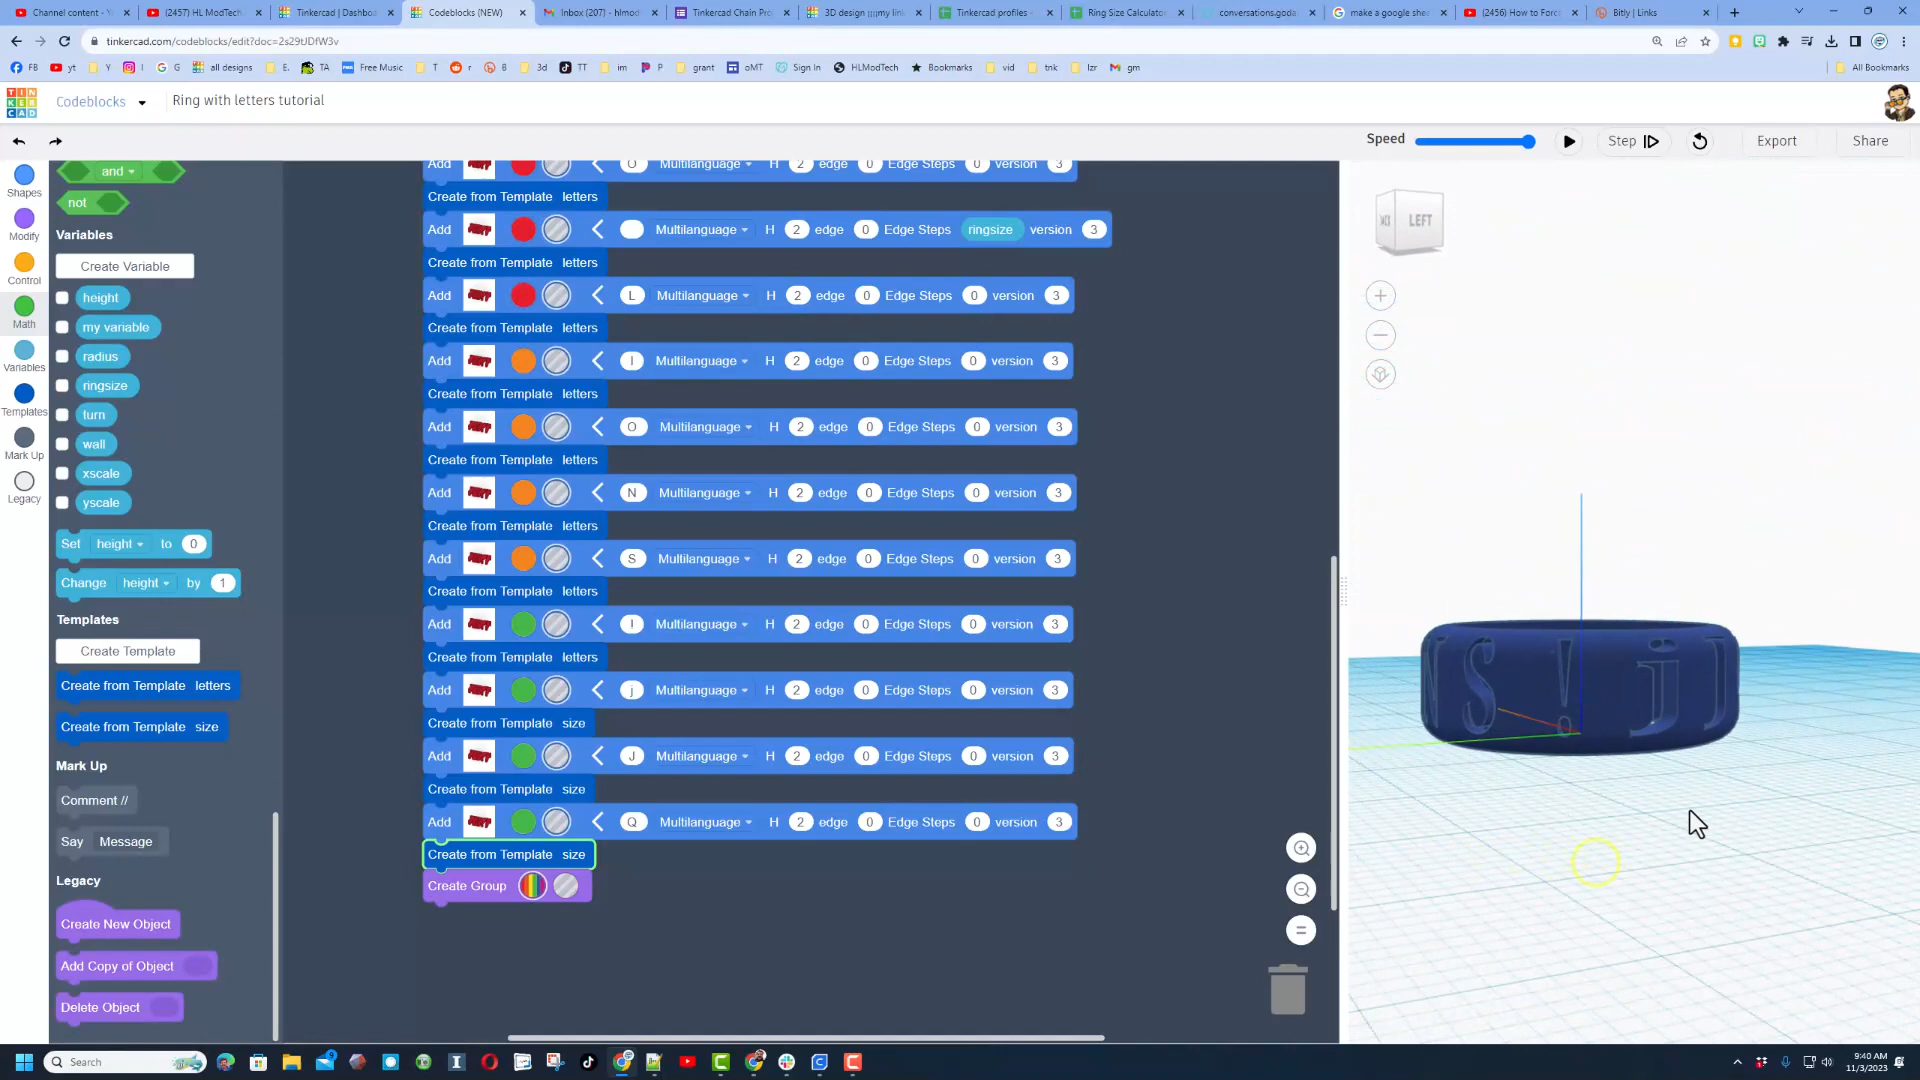 Channel content - Y
(2457) HL ModTech
Tinkercad | Dashbo
Codeblocks (NEW)
Inbox (207) - hlmod
Tinkercad Chain Pro
3D design ¡¡¡¡my lin
Tinkercad profiles -
Ring Size Calculator
conversations.goda
make a google shee
(2456) How to Forc
Bitly | Links
tinkercad.com/codeblocks/edit?doc=2s29tJDfW3v
FB
yt
Y
I
G
all designs
E.
TA
Free Music
T
r
B
3d
TT
im
P
grant
oMT
Sign In
HLModTech
Bookmarks
vid
tnk
lzr
gm
All Bookmarks
TINKERCAD
Codeblocks
Ring with letters tutorial
Speed
Step
Export
Share
Shapes
Modify
Control
Math
Variables
Templates
Mark Up
Legacy
and
not
Variables
Create Variable
height
my variable
radius
ringsize
turn
wall
xscale
yscale
Set height to 0
Change height by 1
Templates
Create Template
Create from Template letters
Create from Template size
Mark Up
Comment //
Say Message
Legacy
Create New Object
Add Copy of Object
Delete Object
Add O Multilanguage H 2 edge 0 Edge Steps 0 version 3
Create from Template letters
Add Multilanguage H 2 edge 0 Edge Steps ringsize version 3
Create from Template letters
Add L Multilanguage H 2 edge 0 Edge Steps 0 version 3
Create from Template letters
Add I Multilanguage H 2 edge 0 Edge Steps 0 version 3
Create from Template letters
Add O Multilanguage H 2 edge 0 Edge Steps 0 version 3
Create from Template letters
Add N Multilanguage H 2 edge 0 Edge Steps 0 version 3
Create from Template letters
Add S Multilanguage H 2 edge 0 Edge Steps 0 version 3
Create from Template letters
Add ! Multilanguage H 2 edge 0 Edge Steps 0 version 3
Create from Template letters
Add j Multilanguage H 2 edge 0 Edge Steps 0 version 3
Create from Template size
Add J Multilanguage H 2 edge 0 Edge Steps 0 version 3
Create from Template size
Add Q Multilanguage H 2 edge 0 Edge Steps 0 version 3
Create from Template size
Create Group
LEFT
N S ! j J
Search
9:40 AM
11/3/2023